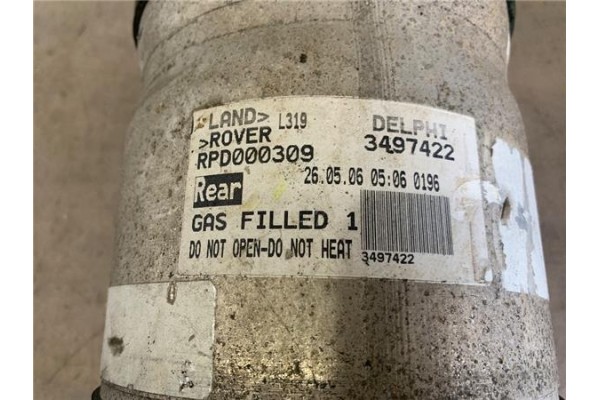 LAND> L319 DELPHI
>ROVER 3497422
RPD000309
26.05.06 05:06 0196
Rear
GAS FILLED 1
DO NOT OPEN-DO NOT HEAT
3497422